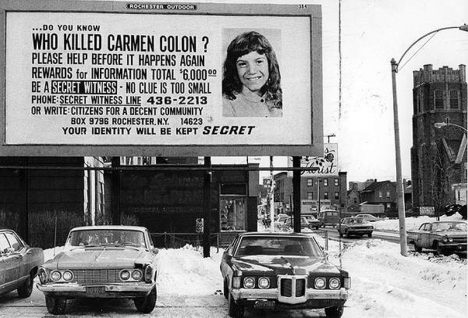 ROCHESTER OUTDOOR
...DO YOU KNOW
WHO KILLED CARMEN COLON ?
PLEASE HELP BEFORE IT HAPPENS AGAIN
REWARDS for INFORMATION TOTAL $6,000.00
BE A SECRET WITNESS - NO CLUE IS TOO SMALL
PHONE: SECRET WITNESS LINE 436-2213
OR WRITE: CITIZENS FOR A DECENT COMMUNITY
BOX 9796 ROCHESTER, N.Y. 14623
YOUR IDENTITY WILL BE KEPT SECRET